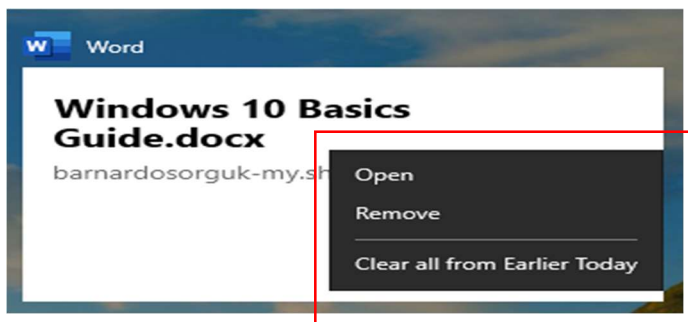 W Word
Windows 10 Basics
Guide.docx
barnardosorguk-my.sh
Open
Remove
Clear all from Earlier Today